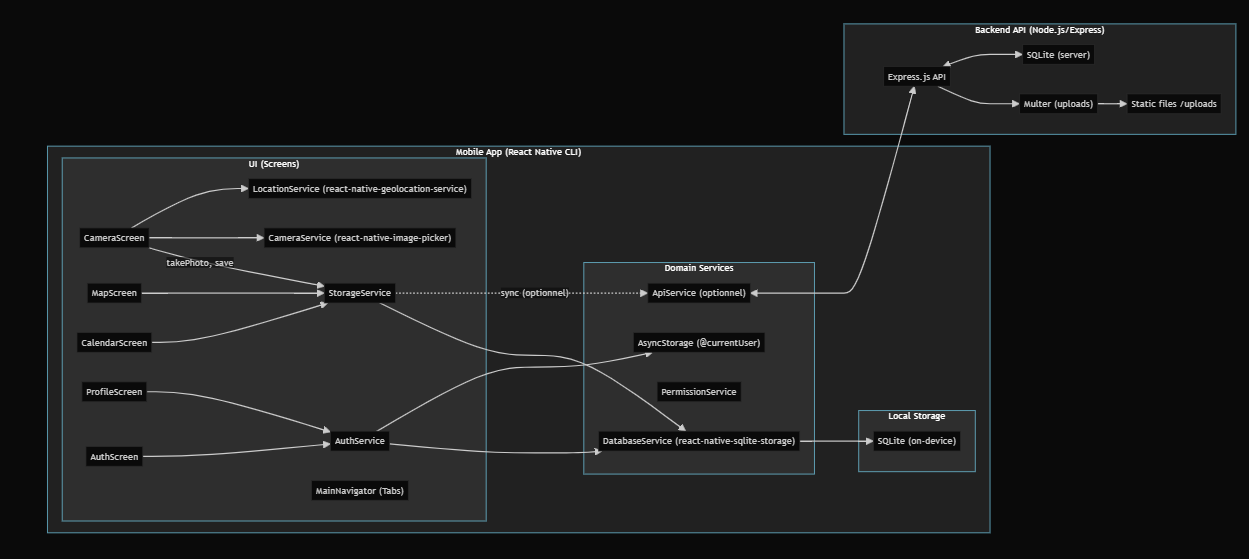 Backend API (Node.js/Express)
SQLite (server)
Express.js API
Multer (uploads)
Static files /uploads
Mobile App (React Native CLI)
UI (Screens)
LocationService (react-native-geolocation-service)
CameraScreen
CameraService (react-native-image-picker)
takePhoto, save
MapScreen
StorageService
CalendarScreen
ProfileScreen
AuthService
AuthScreen
MainNavigator (Tabs)
sync (optionnel)
Domain Services
ApiService (optionnel)
AsyncStorage (@currentUser)
PermissionService
DatabaseService (react-native-sqlite-storage)
Local Storage
SQLite (on-device)